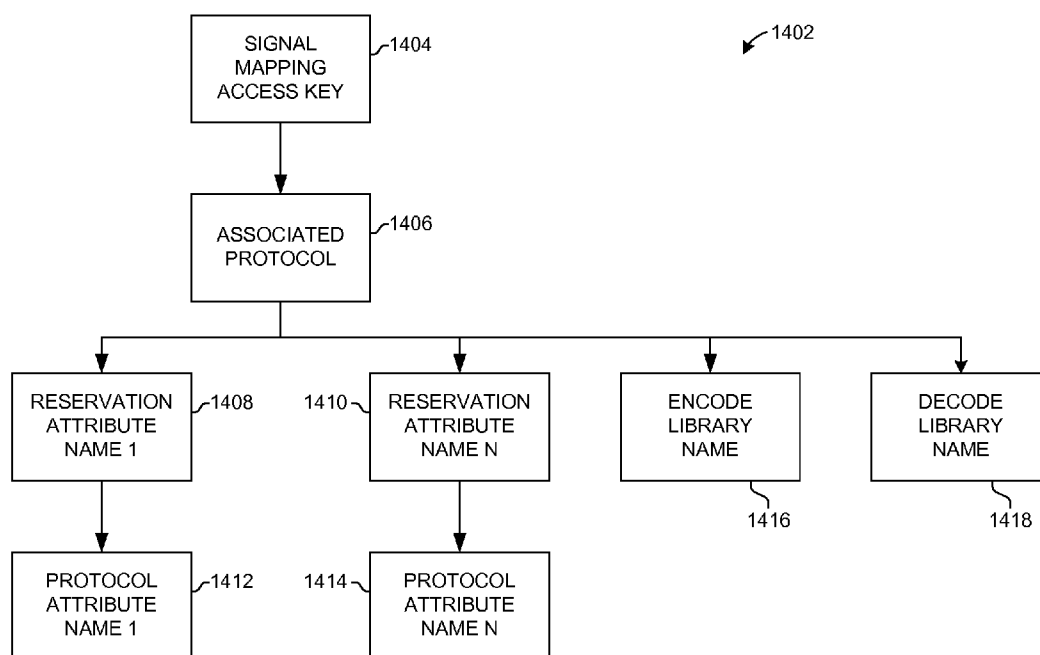 SIGNAL
MAPPING
ACCESS KEY
1404
1402
ASSOCIATED
PROTOCOL
1406
RESERVATION
ATTRIBUTE
NAME 1
1408
1410
RESERVATION
ATTRIBUTE
NAME N
ENCODE
LIBRARY
NAME
1416
DECODE
LIBRARY
NAME
1418
PROTOCOL
ATTRIBUTE
NAME 1
1412
1414
PROTOCOL
ATTRIBUTE
NAME N